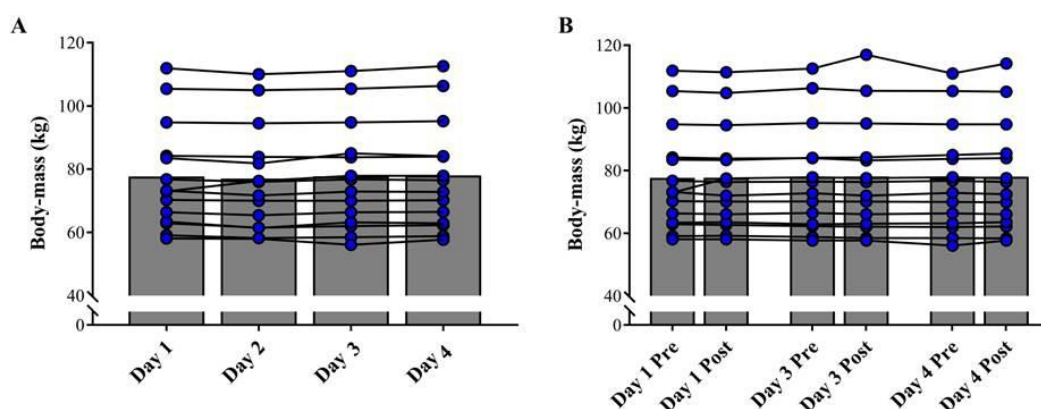 A
Body-mass (kg)
120
100
80
60
40
0
Day 1
Day 2
Day 3
Day 4
B
Body-mass (kg)
120
100
80
60
40
0
Day 1 Pre
Day 1 Post
Day 3 Pre
Day 3 Post
Day 4 Pre
Day 4 Post